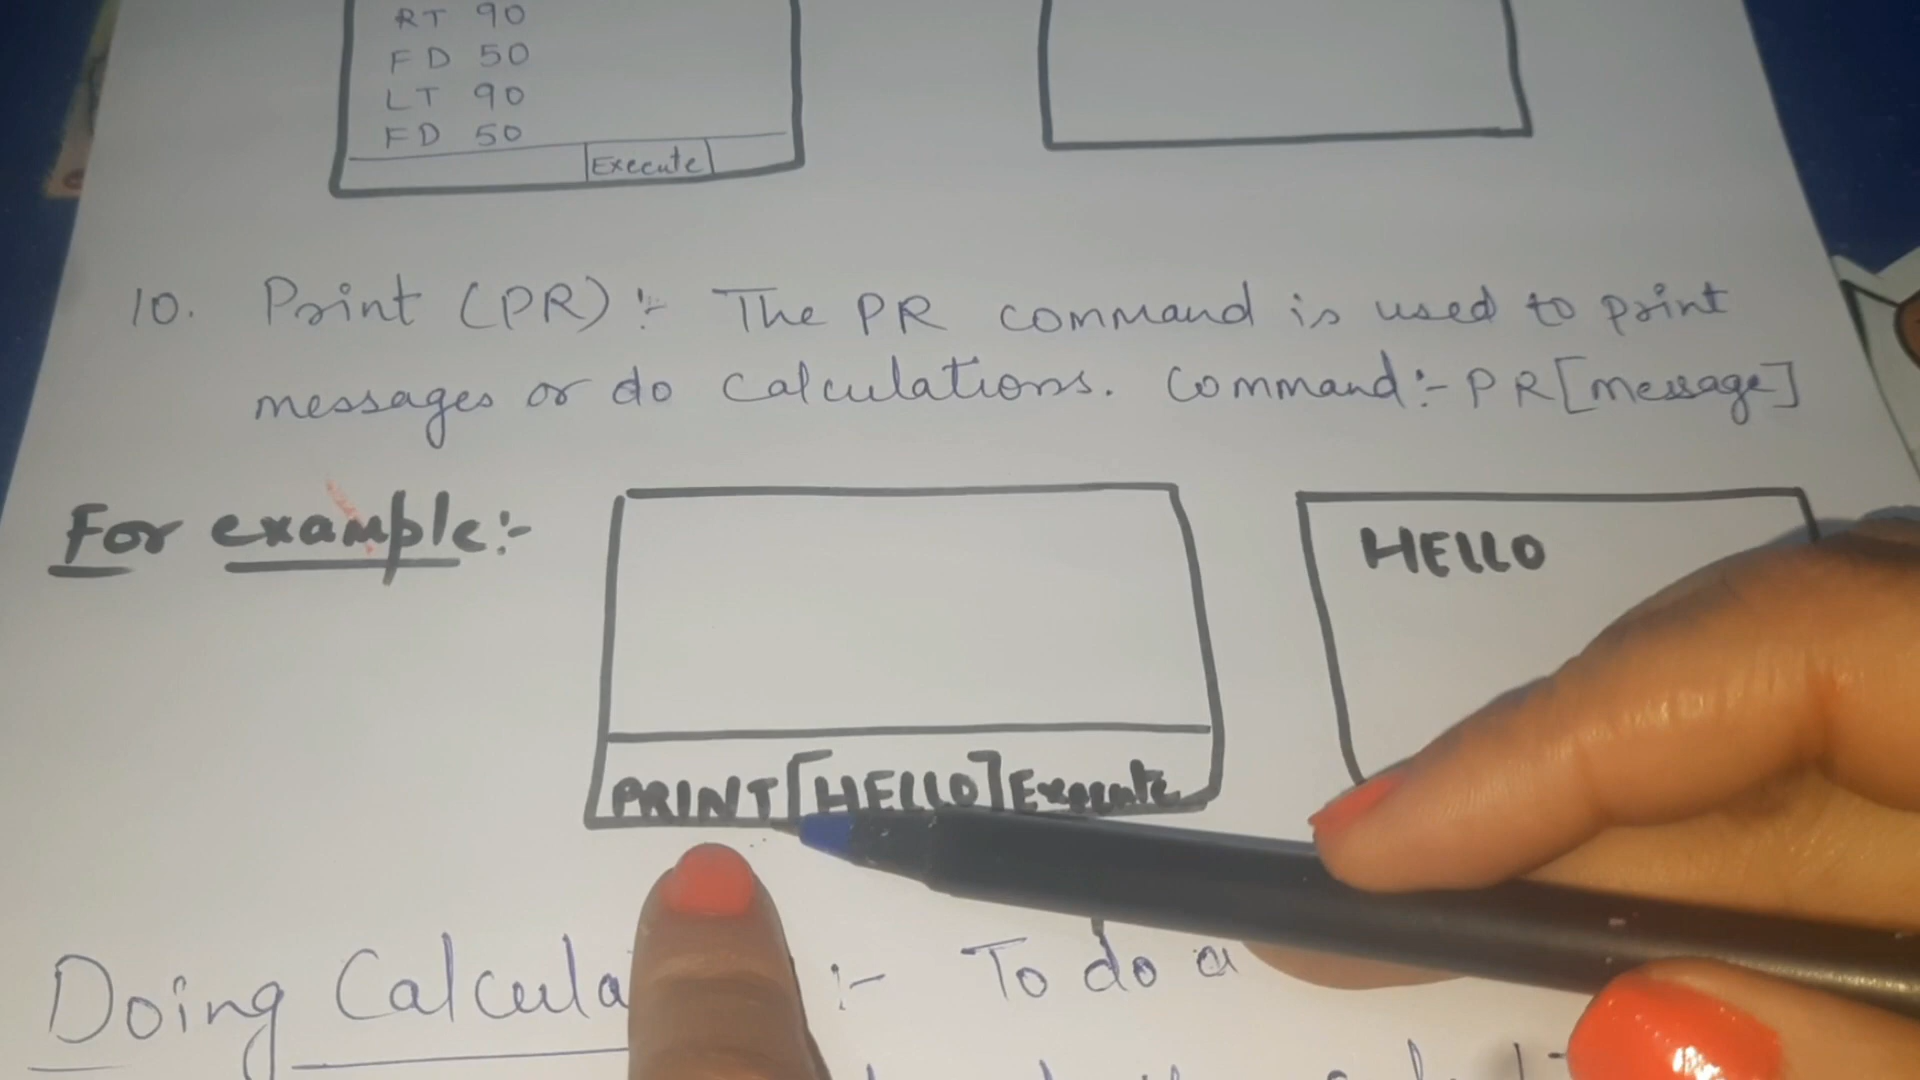 RT 90
FD 50
LT 90
FD 50
Execute
10. Print (PR) :- The PR command is used to print
messages or do calculations. Command:- PR[message]
For example:-
HELLO
PRINT[HELLO] Execute
Doing Calcula :- To do a